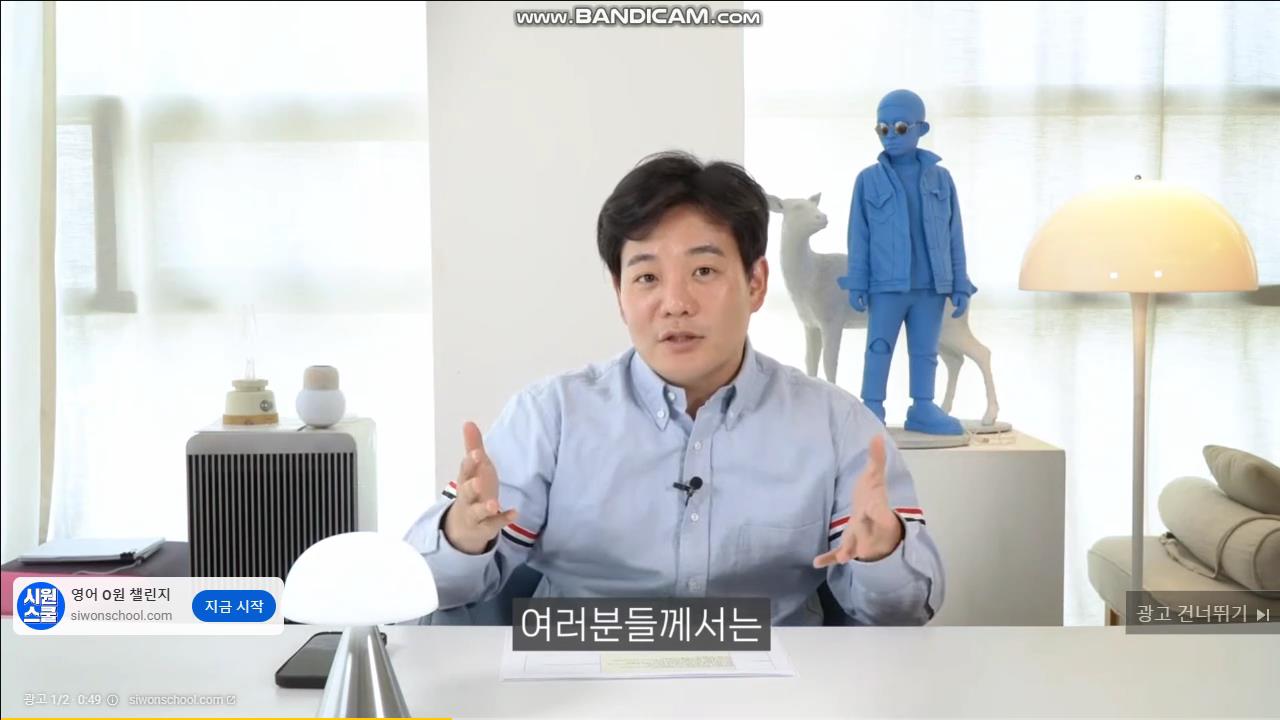 www.BANDICAM.com
시원
스쿨
영어 0원 챌린지
siwonschool.com
지금 시작
여러분들께서는
광고 건너뛰기
광고 1/2 · 0:49
siwonschool.com